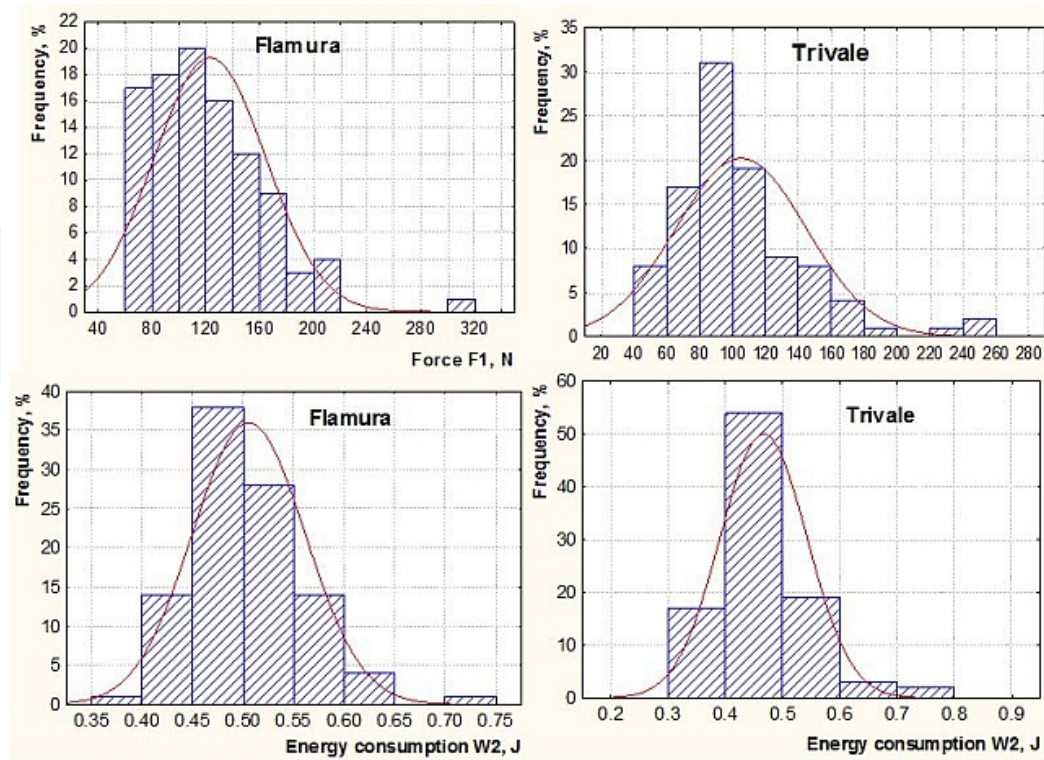 Flamura
Frequency, %
22
20
18
16
14
12
10
8
6
4
2
0
40 80 120 160 200 240 280 320
Force F1, N
Trivale
Frequency, %
35
30
25
20
15
10
5
0
20 40 60 80 100 120 140 160 180 200 220 240 260 280
Flamura
Frequency, %
40
35
30
25
20
15
10
5
0
0.35 0.40 0.45 0.50 0.55 0.60 0.65 0.70 0.75
Energy consumption W2, J
Trivale
Frequency, %
60
50
40
30
20
10
0
0.2 0.3 0.4 0.5 0.6 0.7 0.8 0.9
Energy consumption W2, J